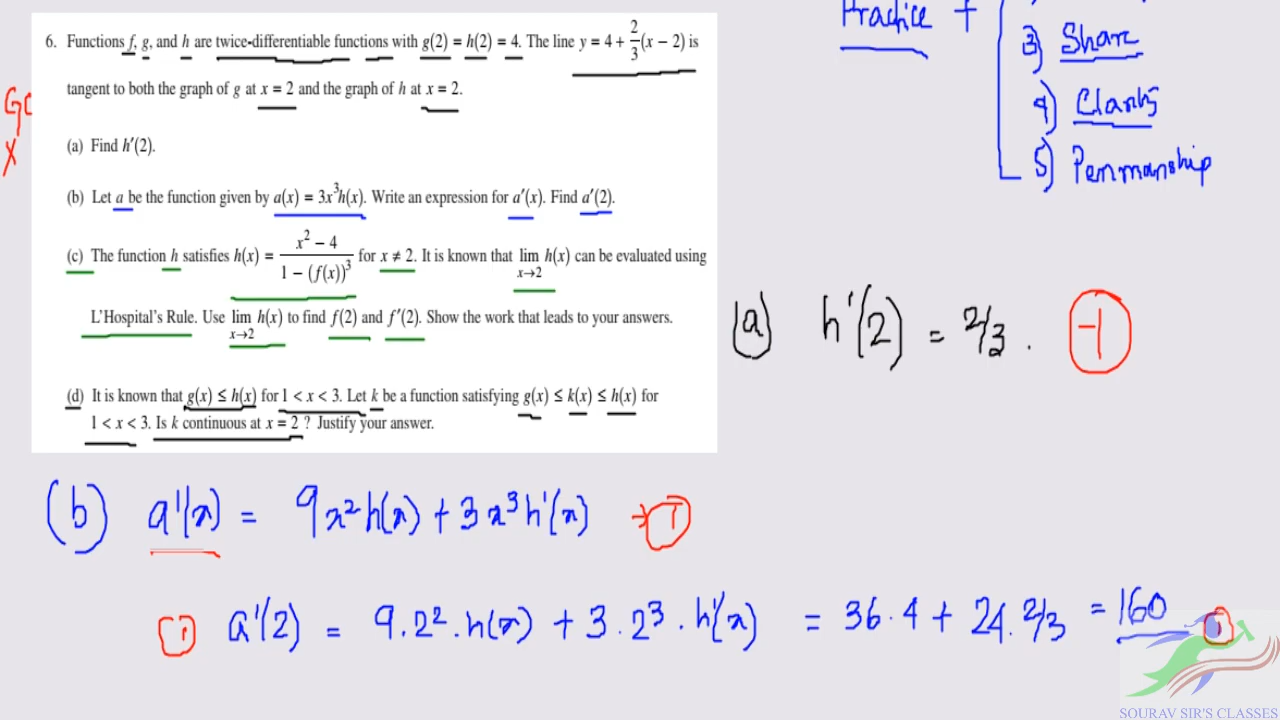 Practice
3) Share
4) Clarity
5) Penmanship
6. Functions f, g, and h are twice-differentiable functions with g(2) = h(2) = 4. The line y = 4 + 2/3(x − 2) is
tangent to both the graph of g at x = 2 and the graph of h at x = 2.
(a) Find h′(2).
(b) Let a be the function given by a(x) = 3x³h(x). Write an expression for a′(x). Find a′(2).
(c) The function h satisfies h(x) = (x² − 4)/(1 − (f(x))³) for x ≠ 2. It is known that lim x→2 h(x) can be evaluated using
L'Hospital's Rule. Use lim x→2 h(x) to find f(2) and f′(2). Show the work that leads to your answers.
(d) It is known that g(x) ≤ h(x) for 1 < x < 3. Let k be a function satisfying g(x) ≤ k(x) ≤ h(x) for
1 < x < 3. Is k continuous at x = 2 ? Justify your answer.
(a) h'(2) = 2/3. -1
(b) a'(x) = 9x²h(x) + 3x³h'(x) → 1
1 a'(2) = 9.2².h(x) + 3.2³.h'(x) = 36.4 + 24.2/3 = 160
SOURAV SIR'S CLASSES